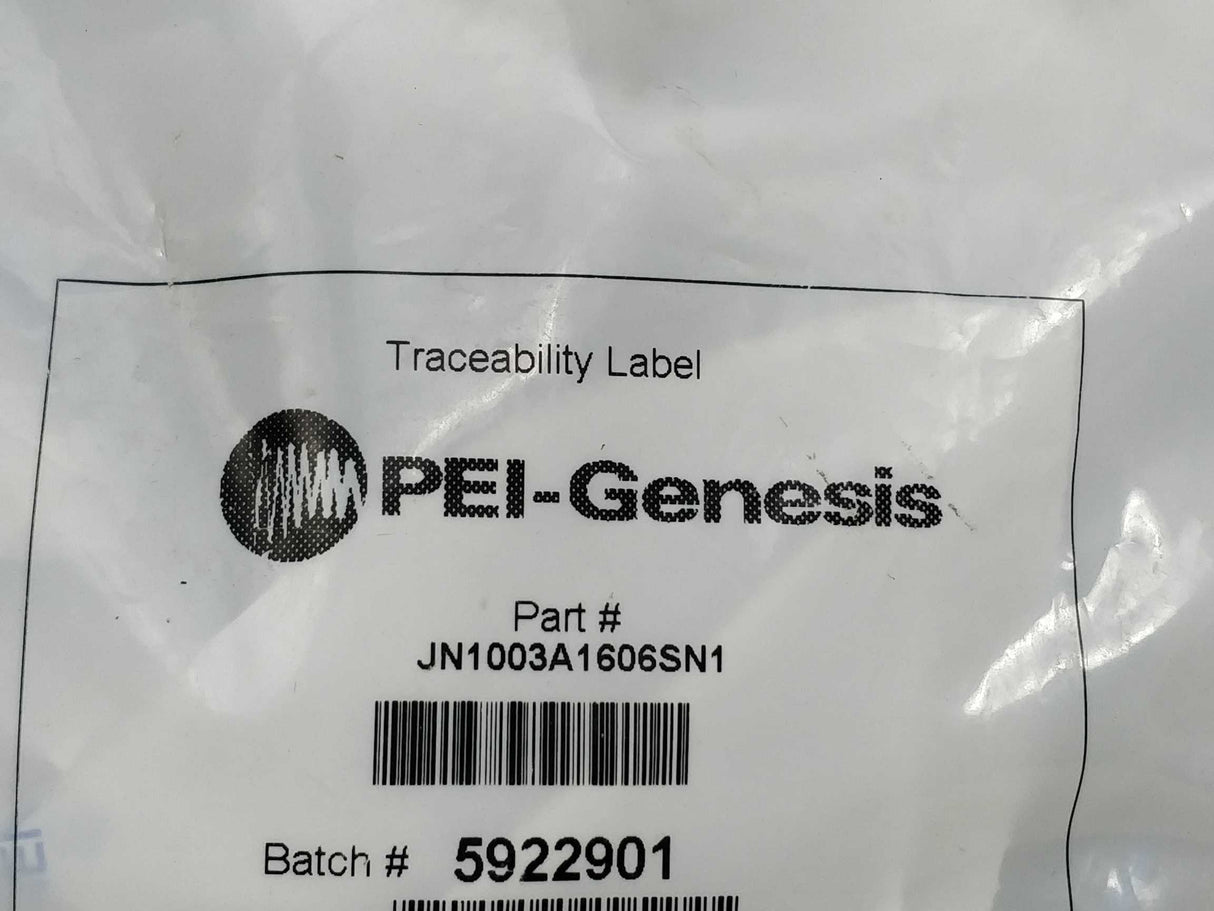 Traceability Label
PEI-Genesis
Part #
JN1003A1606SN1
Batch # 5922901